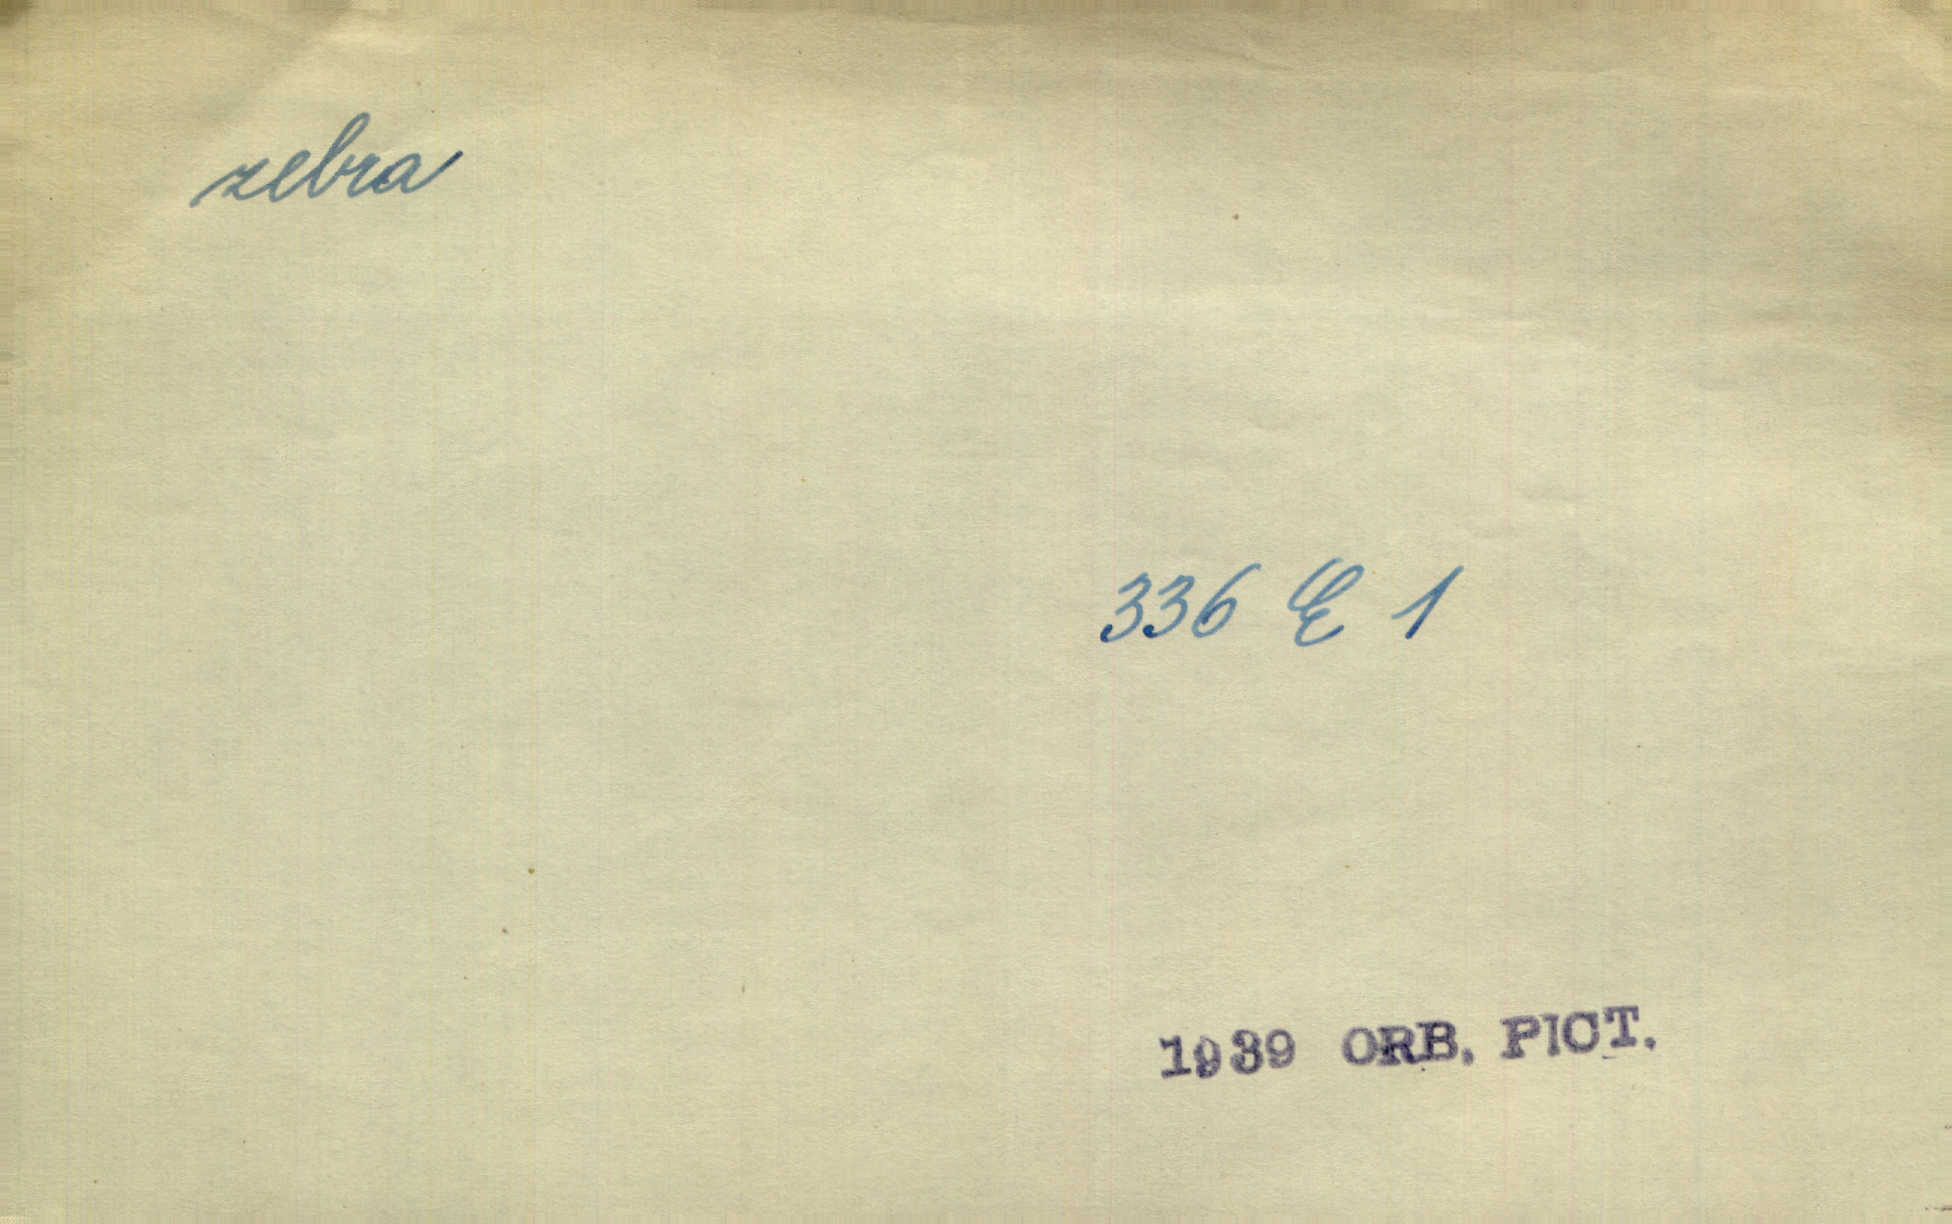 zebra
336 E 1
1939 ORB. PICT.